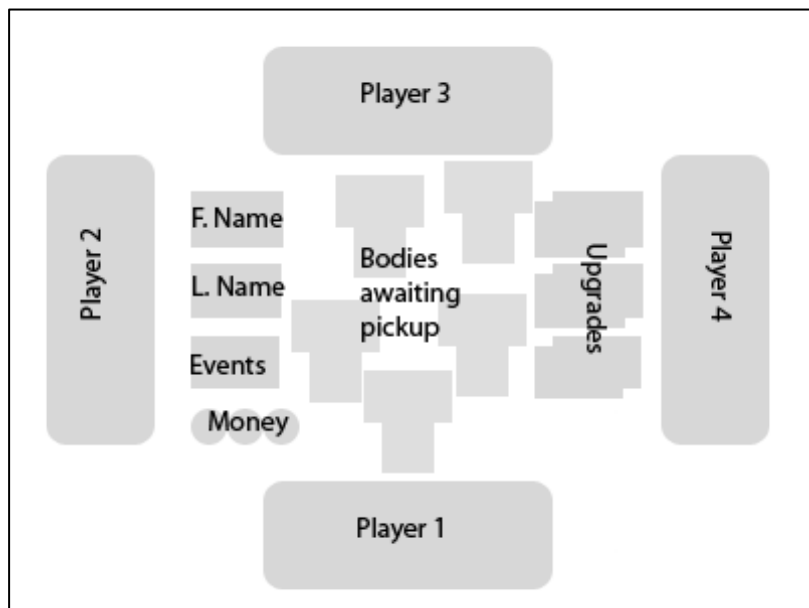 Player 3
Player 2
F. Name
L. Name
Events
Money
Bodies
awaiting
pickup
Upgrades
Player 4
Player 1